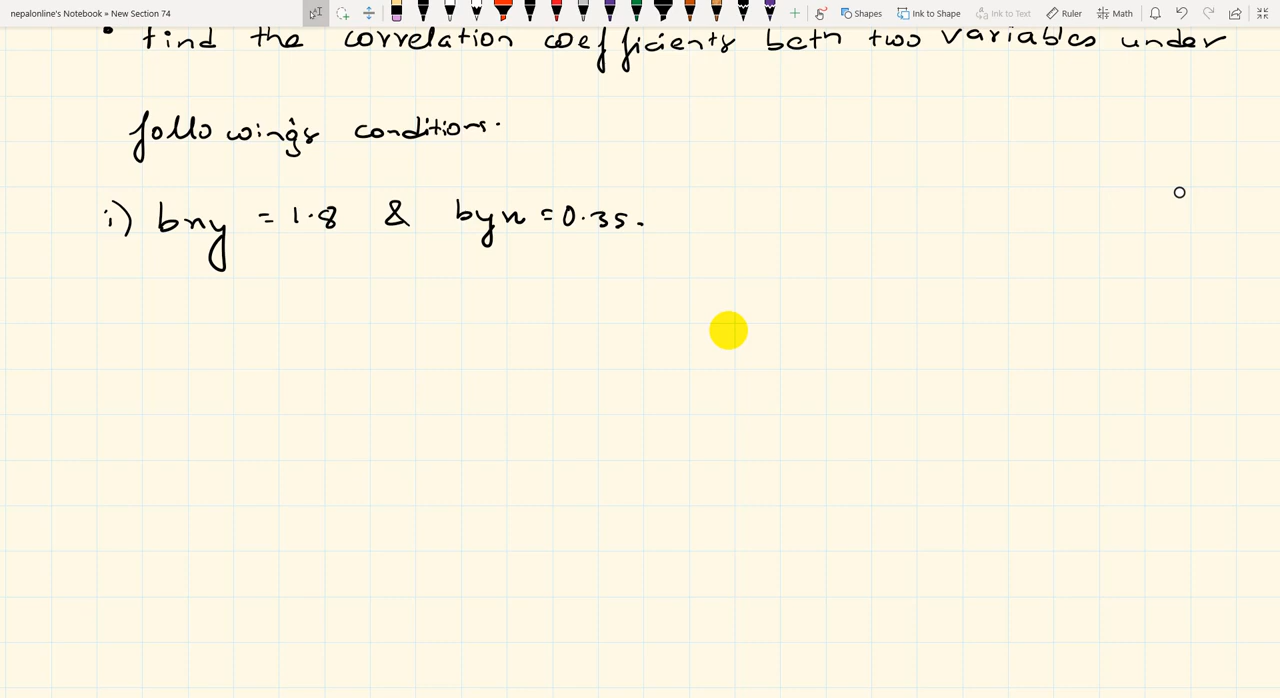 nepalonline's Notebook » New Section 74
Shapes Ink to Shape Ink to Text Ruler Math
find the correlation coefficients beth two variables under
followings conditions.
i) bxy = 1.8 & byx = 0.35.